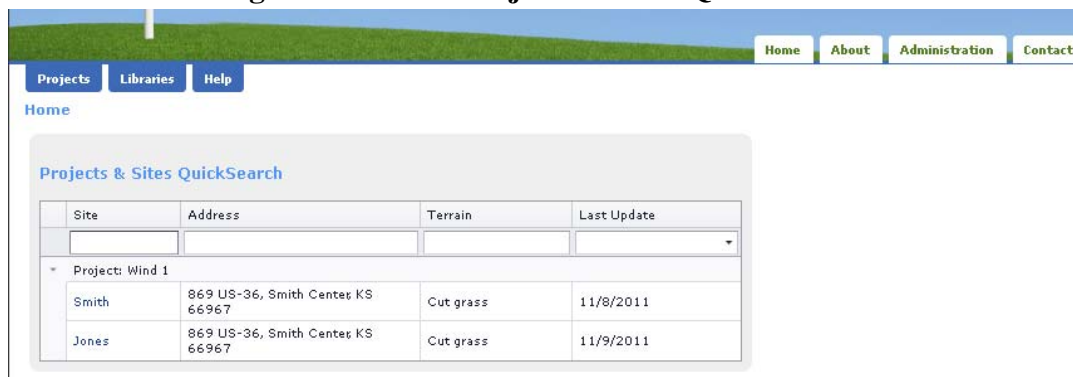 Home About Administration Contact
Projects Libraries Help
Home
Projects & Sites QuickSearch
Site Address Terrain Last Update
Project: Wind 1
Smith 869 US-36, Smith Center, KS 66967 Cut grass 11/8/2011
Jones 869 US-36, Smith Center, KS 66967 Cut grass 11/9/2011